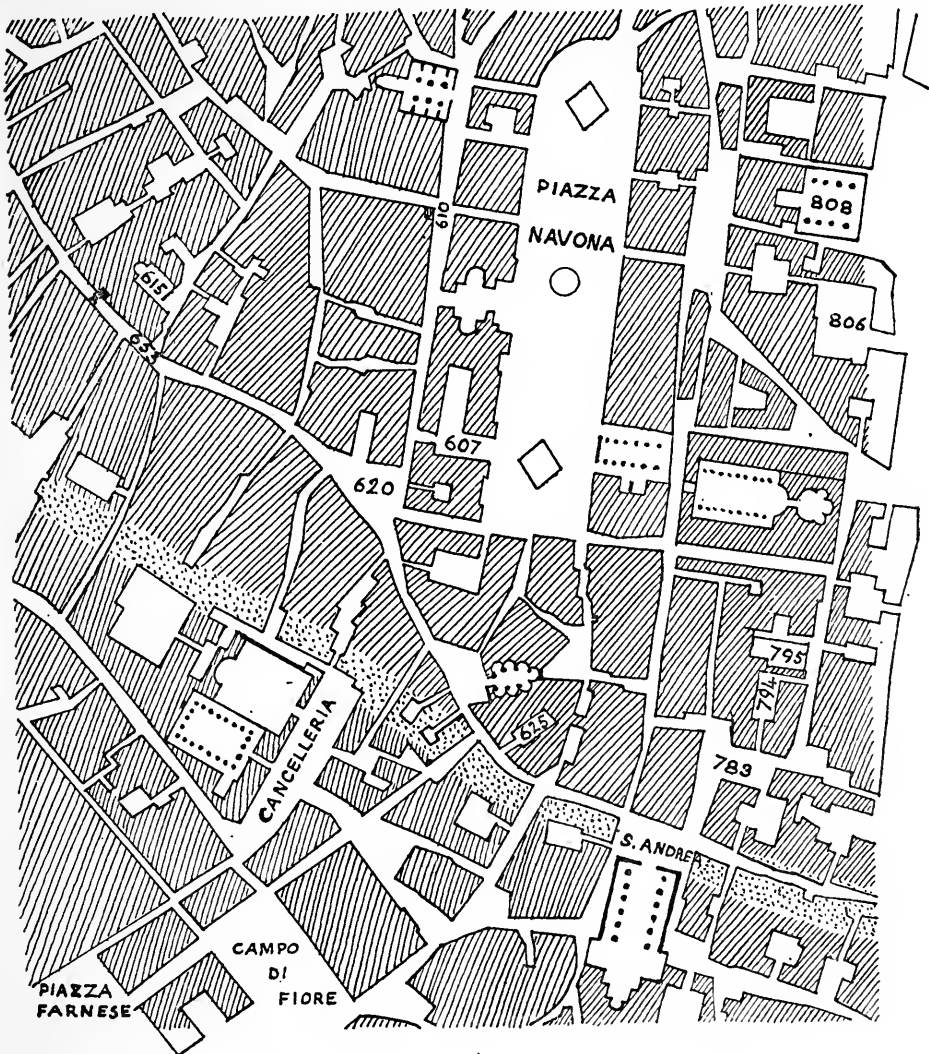 PIAZZA
NAVONA
808
610
615
806
633
607
620
795
794
625
783
CANCELLERIA
S. ANDREA
CAMPO
DI
FIORE
PIAZZA
FARNESE